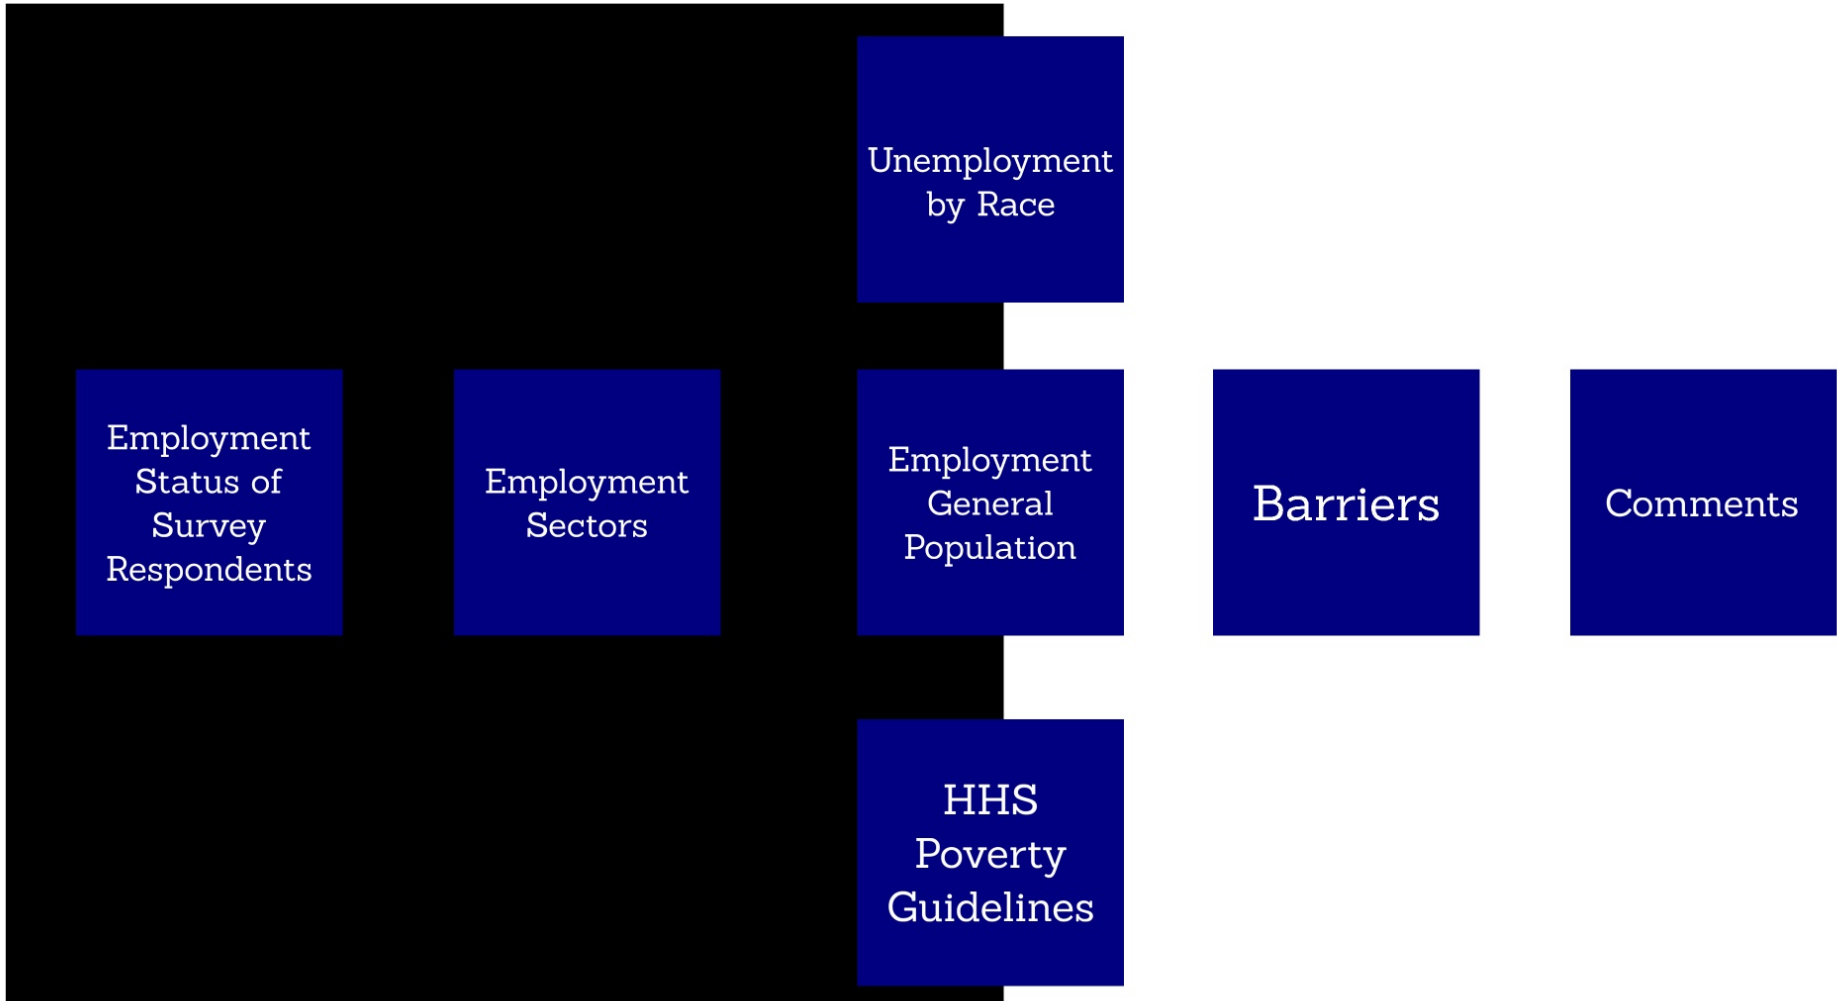 Unemployment
by Race
Employment
Status of
Survey
Respondents
Employment
Sectors
Employment
General
Population
Barriers
Comments
HHS
Poverty
Guidelines